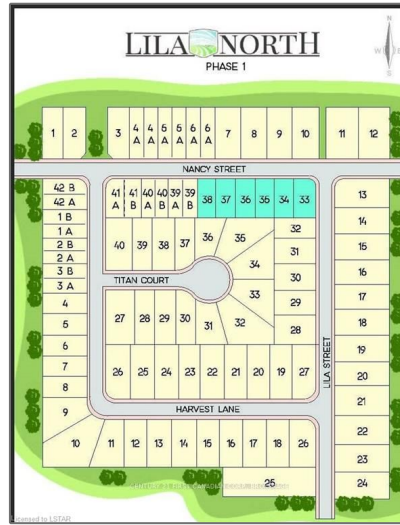 LILA NORTH
PHASE 1
N
S
1 2 3 4 A 4 A 5 A 5 A 6 A 6 A 7 8 9 10 11 12
NANCY STREET
42 B
42 A
1 B
1 A
2 B
2 A
3 B
3 A
4
5
6
7
8
9
10
41 A 41 B 40 A 40 B 39 A 39 B 38 37 36 35 34 33
40 39 38 37 36 35 34 33
32
31
30
29
28
TITAN COURT
27 28 29 30 31 32
26 25 24 23 22 21 20 19 27
HARVEST LANE
11 12 13 14 15 16 17 18 26
25
LILA STREET
13
14
15
16
17
18
19
20
21
22
23
24
Licensed to LSTAR